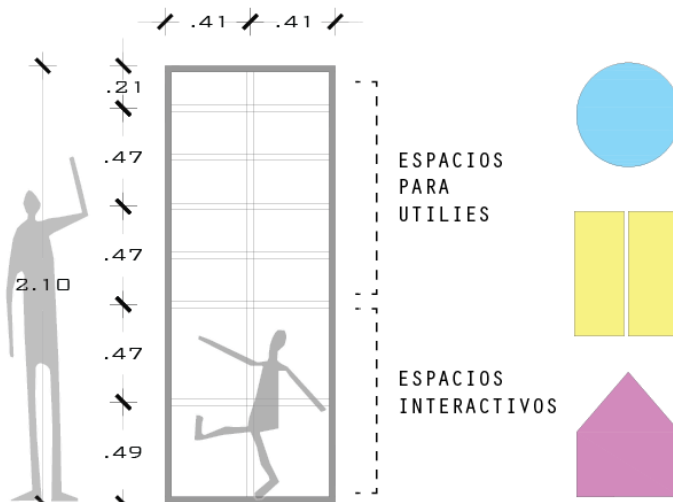 .41 .41
.21
.47
.47
2.10
.47
.49
ESPACIOS
PARA
UTILIES
ESPACIOS
INTERACTIVOS